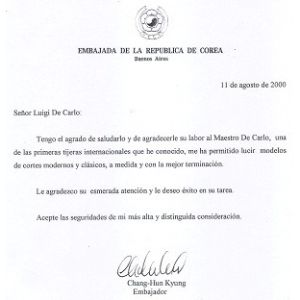 EMBAJADA DE LA REPUBLICA DE COREA
Buenos Aires
11 de agosto de 2000
Señor Luigi De Carlo:
Tengo el agrado de saludarlo y de agradecerle su labor al Maestro De Carlo, una
de las primeras tijeras internacionales que he conocido, me ha permitido lucir modelos
de cortes modernos y clásicos, a medida y con la mejor terminación.
Le agradezco su esmerada atención y le deseo éxito en su tarea.
Acepte las seguridades de mi más alta y distinguida consideración.
Chang-Hun Kyung
Embajador